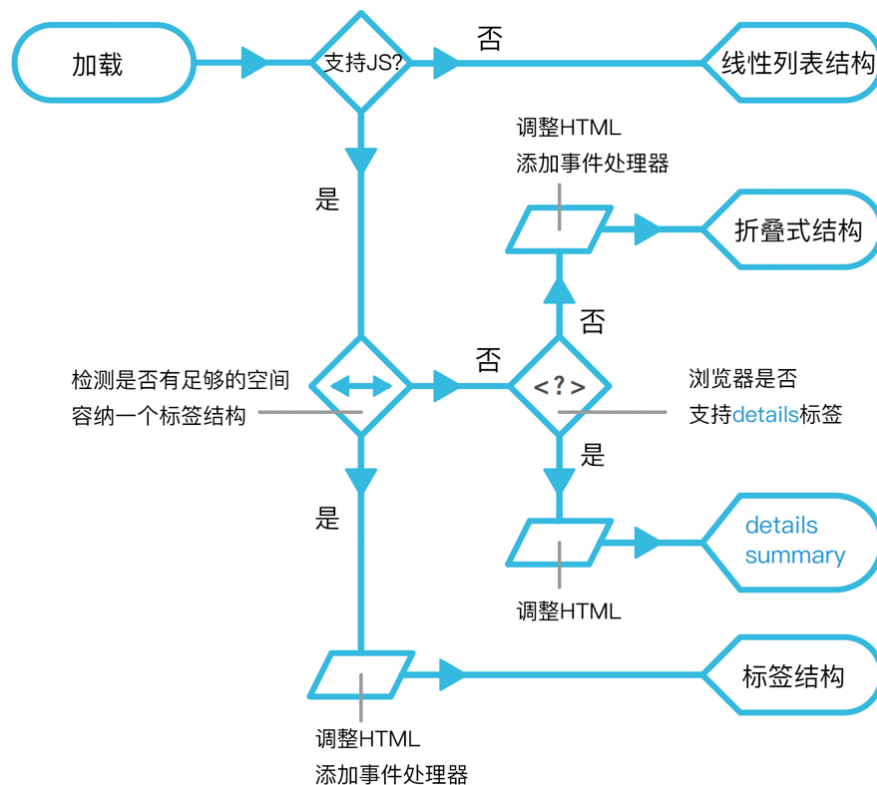 加载
支持JS?
否
线性列表结构
调整HTML
添加事件处理器
是
折叠式结构
否
否
检测是否有足够的空间
容纳一个标签结构
<?>
浏览器是否
支持details标签
是
是
details
summary
调整HTML
标签结构
调整HTML
添加事件处理器